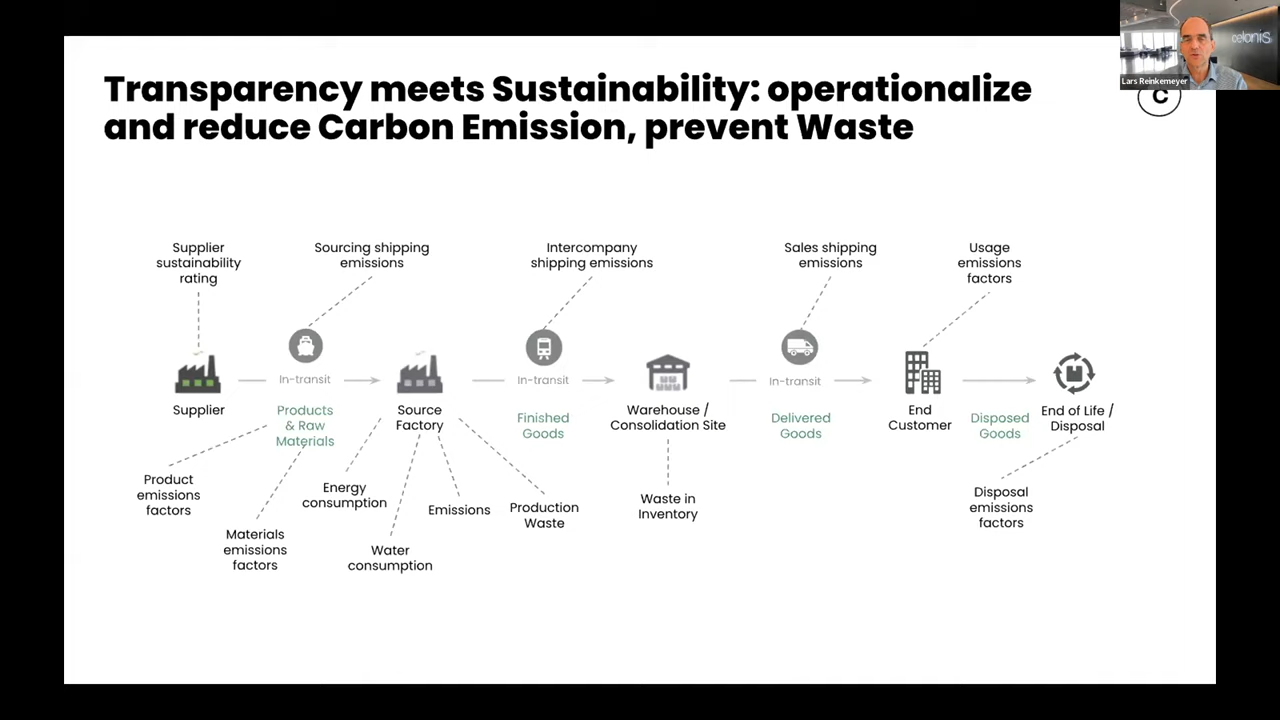 Transparency meets Sustainability: operationalize
and reduce Carbon Emission, prevent Waste
celonis
Lars Reinkemeyer
C
Supplier
sustainability
rating
Sourcing shipping
emissions
Intercompany
shipping emissions
Sales shipping
emissions
Usage
emissions
factors
In-transit
In-transit
In-transit
Supplier
Products
& Raw
Materials
Source
Factory
Finished
Goods
Warehouse /
Consolidation Site
Delivered
Goods
End
Customer
Disposed
Goods
End of Life /
Disposal
Product
emissions
factors
Materials
emissions
factors
Energy
consumption
Water
consumption
Emissions
Production
Waste
Waste in
Inventory
Disposal
emissions
factors